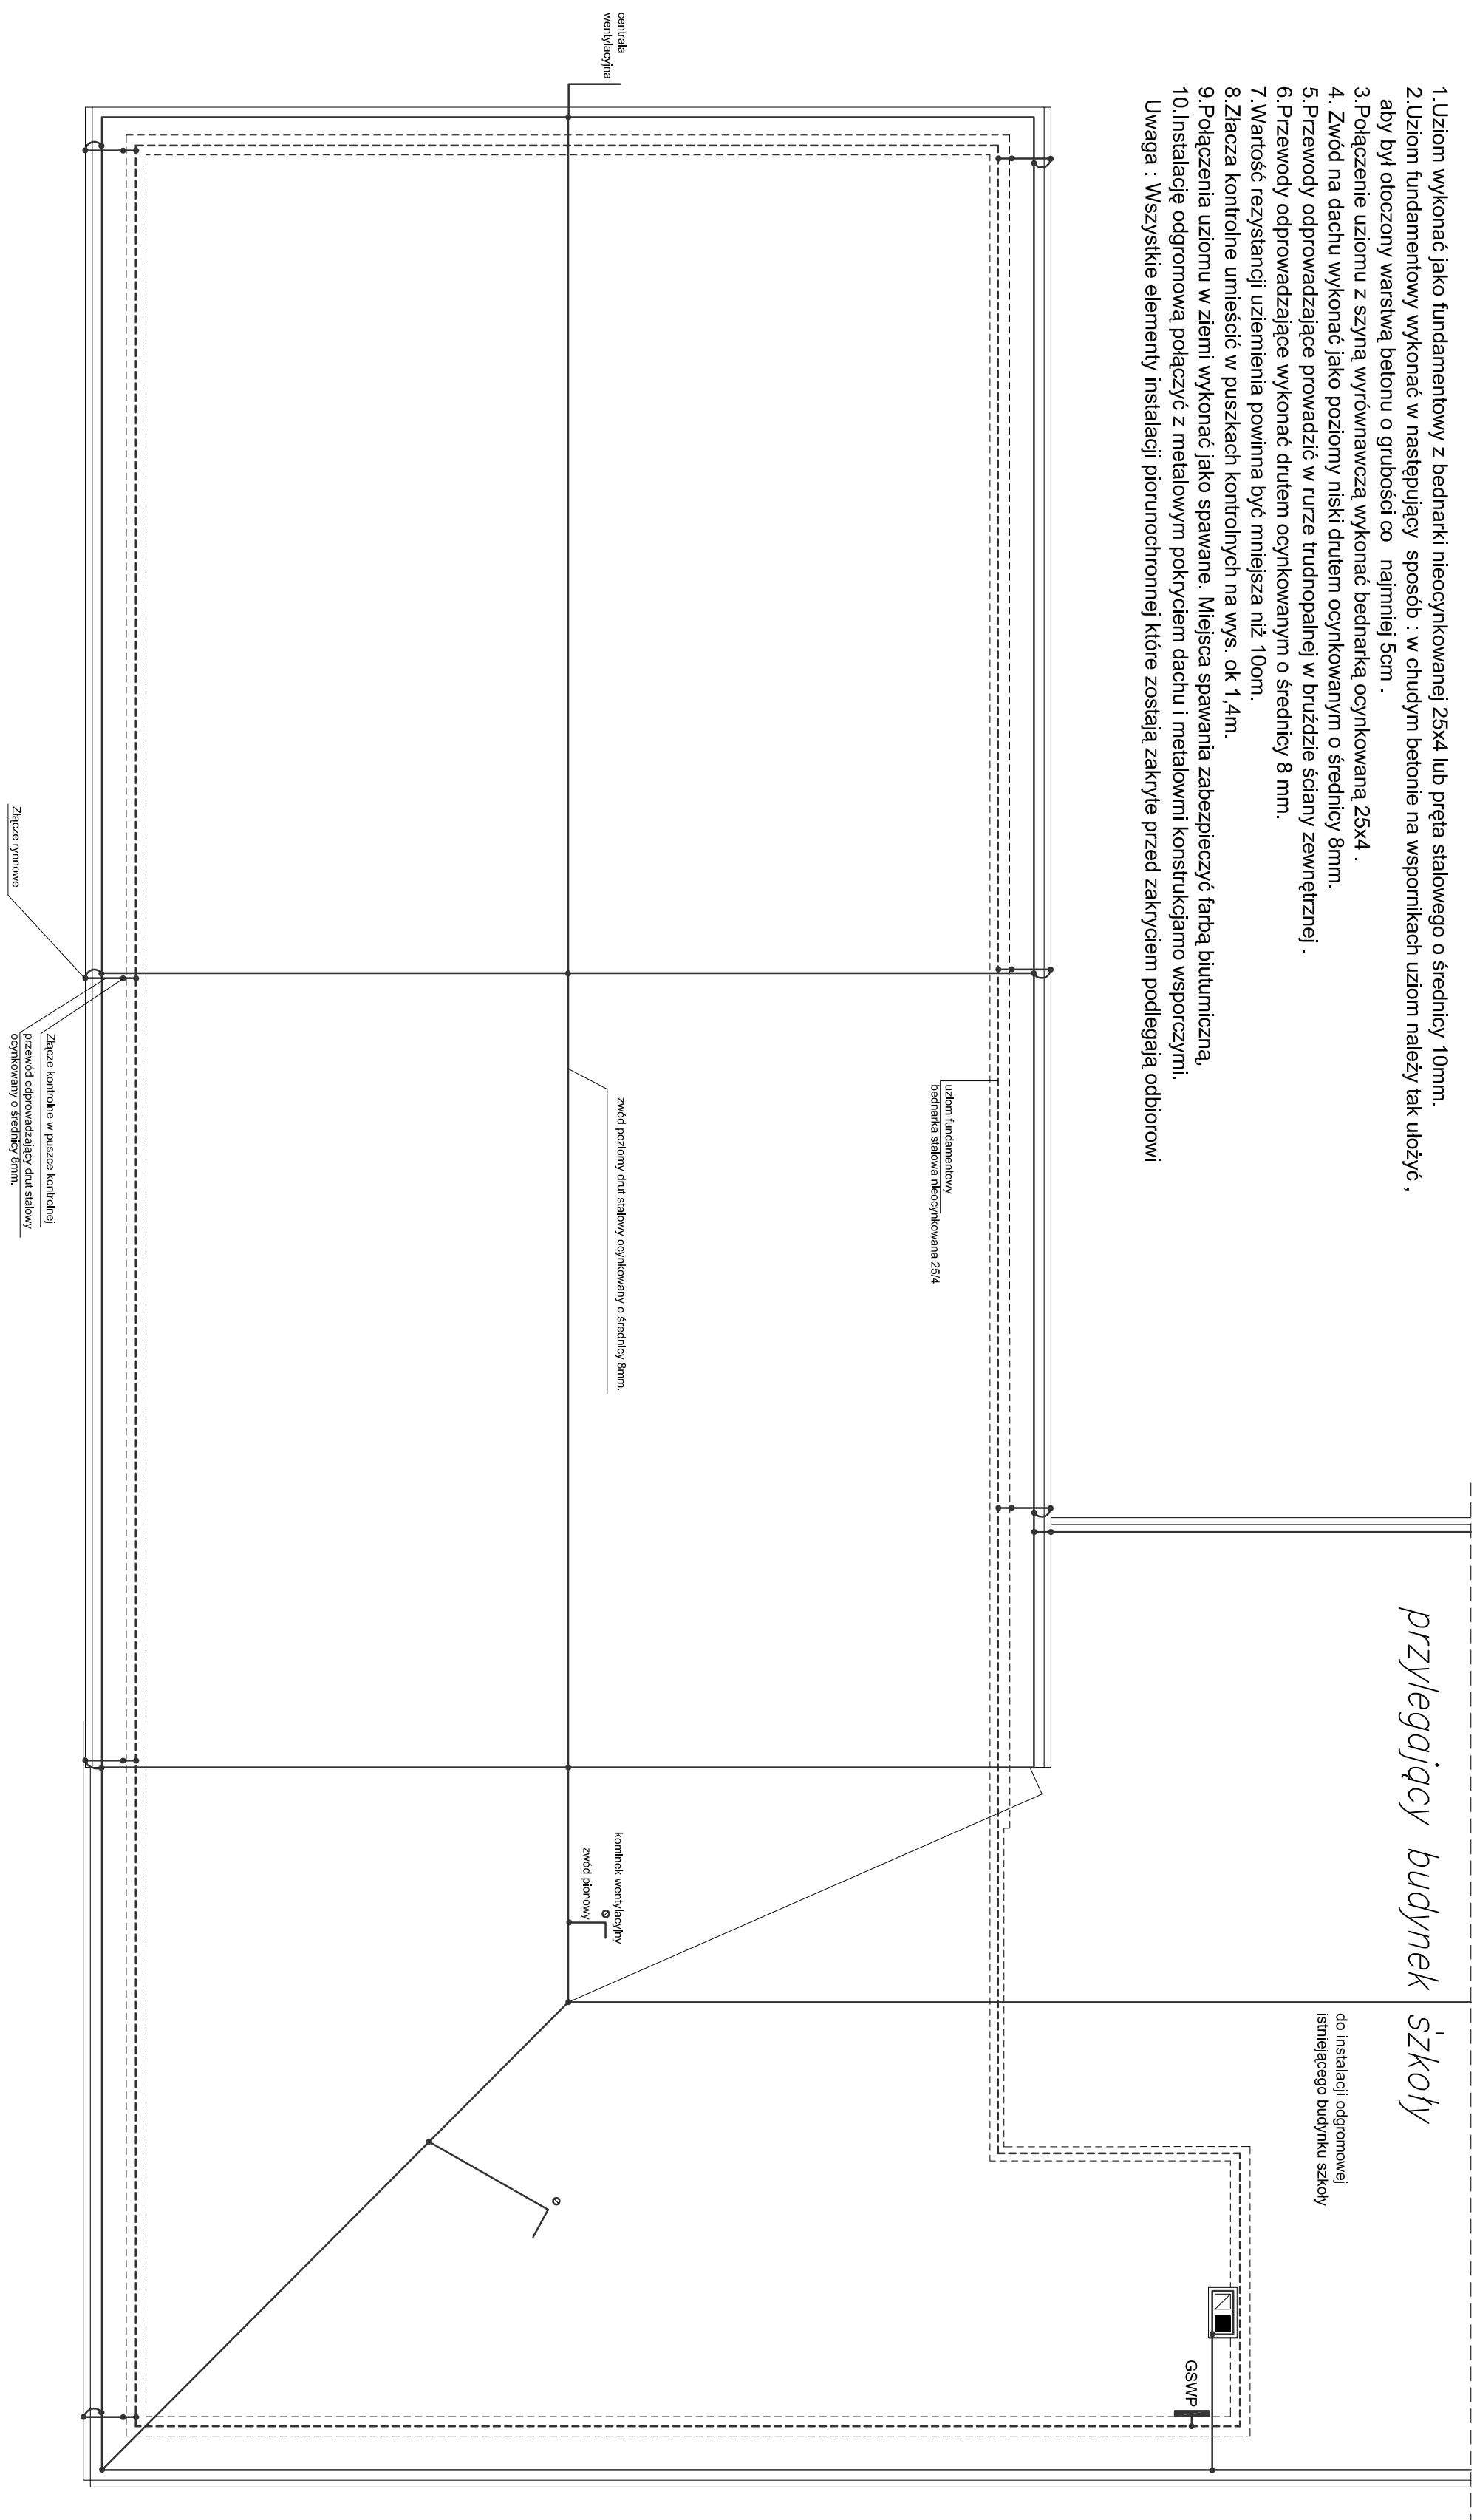 1.Uziom wykonać jako fundamentowy z bednarki nieocynkowanej 25x4 lub pręta stalowego o średnicy 10mm.
2.Uziom fundamentowy wykonać w następujący sposób : w chudym betonie na wspornikach uziom należy tak ułożyć ,
aby był otoczony warstwą betonu o grubości co najmniej 5cm .
3.Połączenie uziomu z szyną wyrównawczą wykonać bednarką ocynkowaną 25x4 .
4. Zwód na dachu wykonać jako poziomy niski drutem ocynkowanym o średnicy 8mm.
5.Przewody odprowadzające prowadzić w rurze trudnopalnej w bruździe ściany zewnętrznej .
6.Przewody odprowadzające wykonać drutem ocynkowanym o średnicy 8 mm.
7.Wartość rezystancji uziemienia powinna być mniejsza niż 10om.
8.Złacza kontrolne umieścić w puszkach kontrolnych na wys. ok 1,4m.
9.Połączenia uziomu w ziemi wykonać jako spawane. Miejsca spawania zabezpieczyć farbą biutumiczną,
10.Instalację odgromową połączyć z metalowym pokryciem dachu i metalowmi konstrukcjamo wsporczymi.
Uwaga : Wszystkie elementy instalacji piorunochronnej które zostają zakryte przed zakryciem podlegają odbiorowi
przylegający budynek szkoły
do instalacji odgromowej
istniejącego budynku szkoły
GSWP
uziom fundamentowy
bednarka stalowa nieocynkowana 25/4
centrala
wentylacyjna
zwód poziomy drut stalowy ocynkowany o średnicy 8mm.
kominek wentylacyjny
zwód pionowy
Złącze kontrolne w puszce kontrolnej
przewód odprowadzający drut stalowy
ocynkowany o średnicy 8mm.
Złącze rynnowe